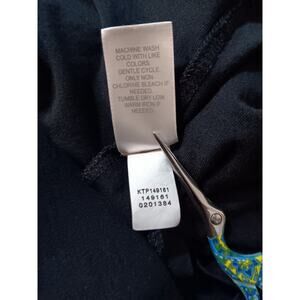 MACHINE WASH
COLD WITH LIKE
COLORS.
GENTLE CYCLE.
ONLY NON-
CHLORINE BLEACH IF
NEEDED.
TUMBLE DRY LOW.
WARM IRON IF
NEEDED.
KTP149161
149161
0201384